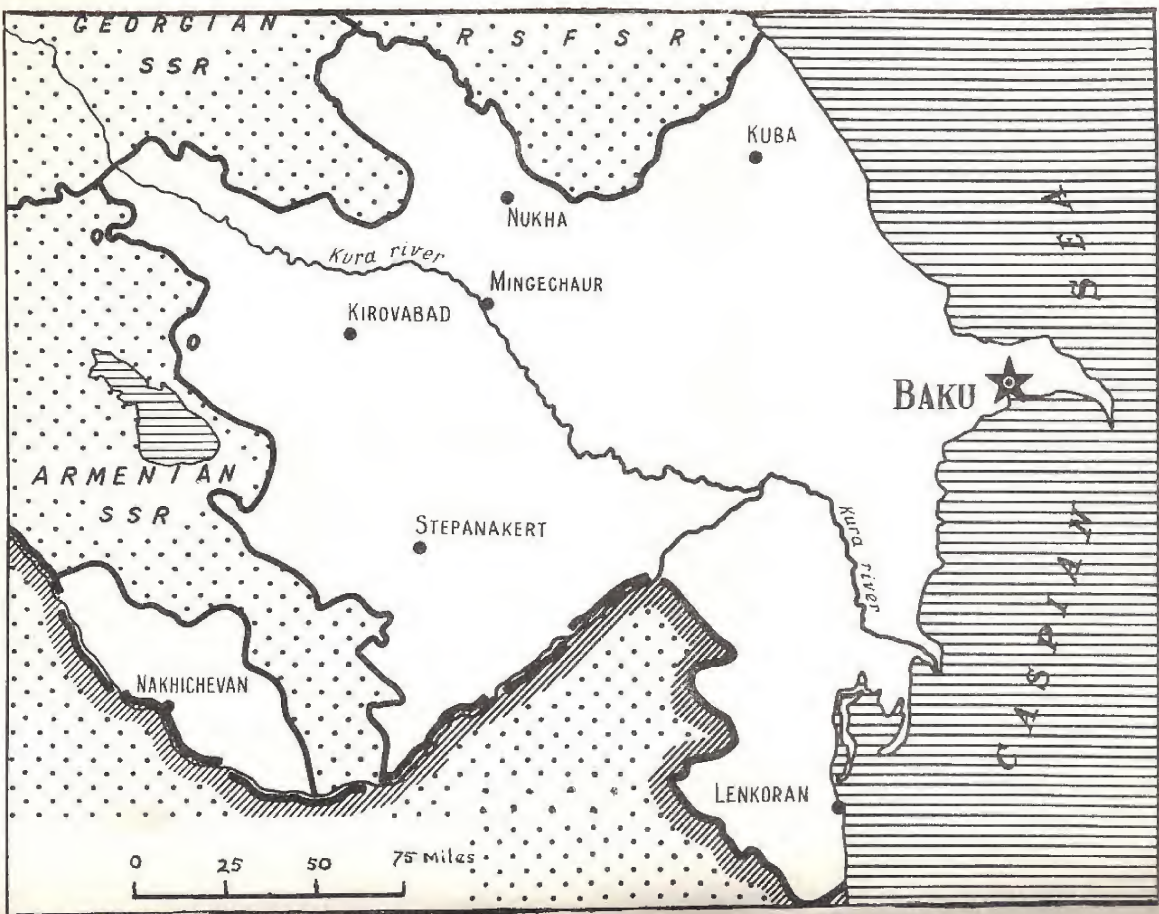 GEORGIAN
SSR
RSFSR
KUBA
NUKHA
Kura river
MINGECHAUR
KIROVABAD
BAKU
CASPIAN SEA
ARMENIAN
SSR
STEPANAKERT
Kura river
NAKHICHEVAN
LENKORAN
0 25 50 75 Miles